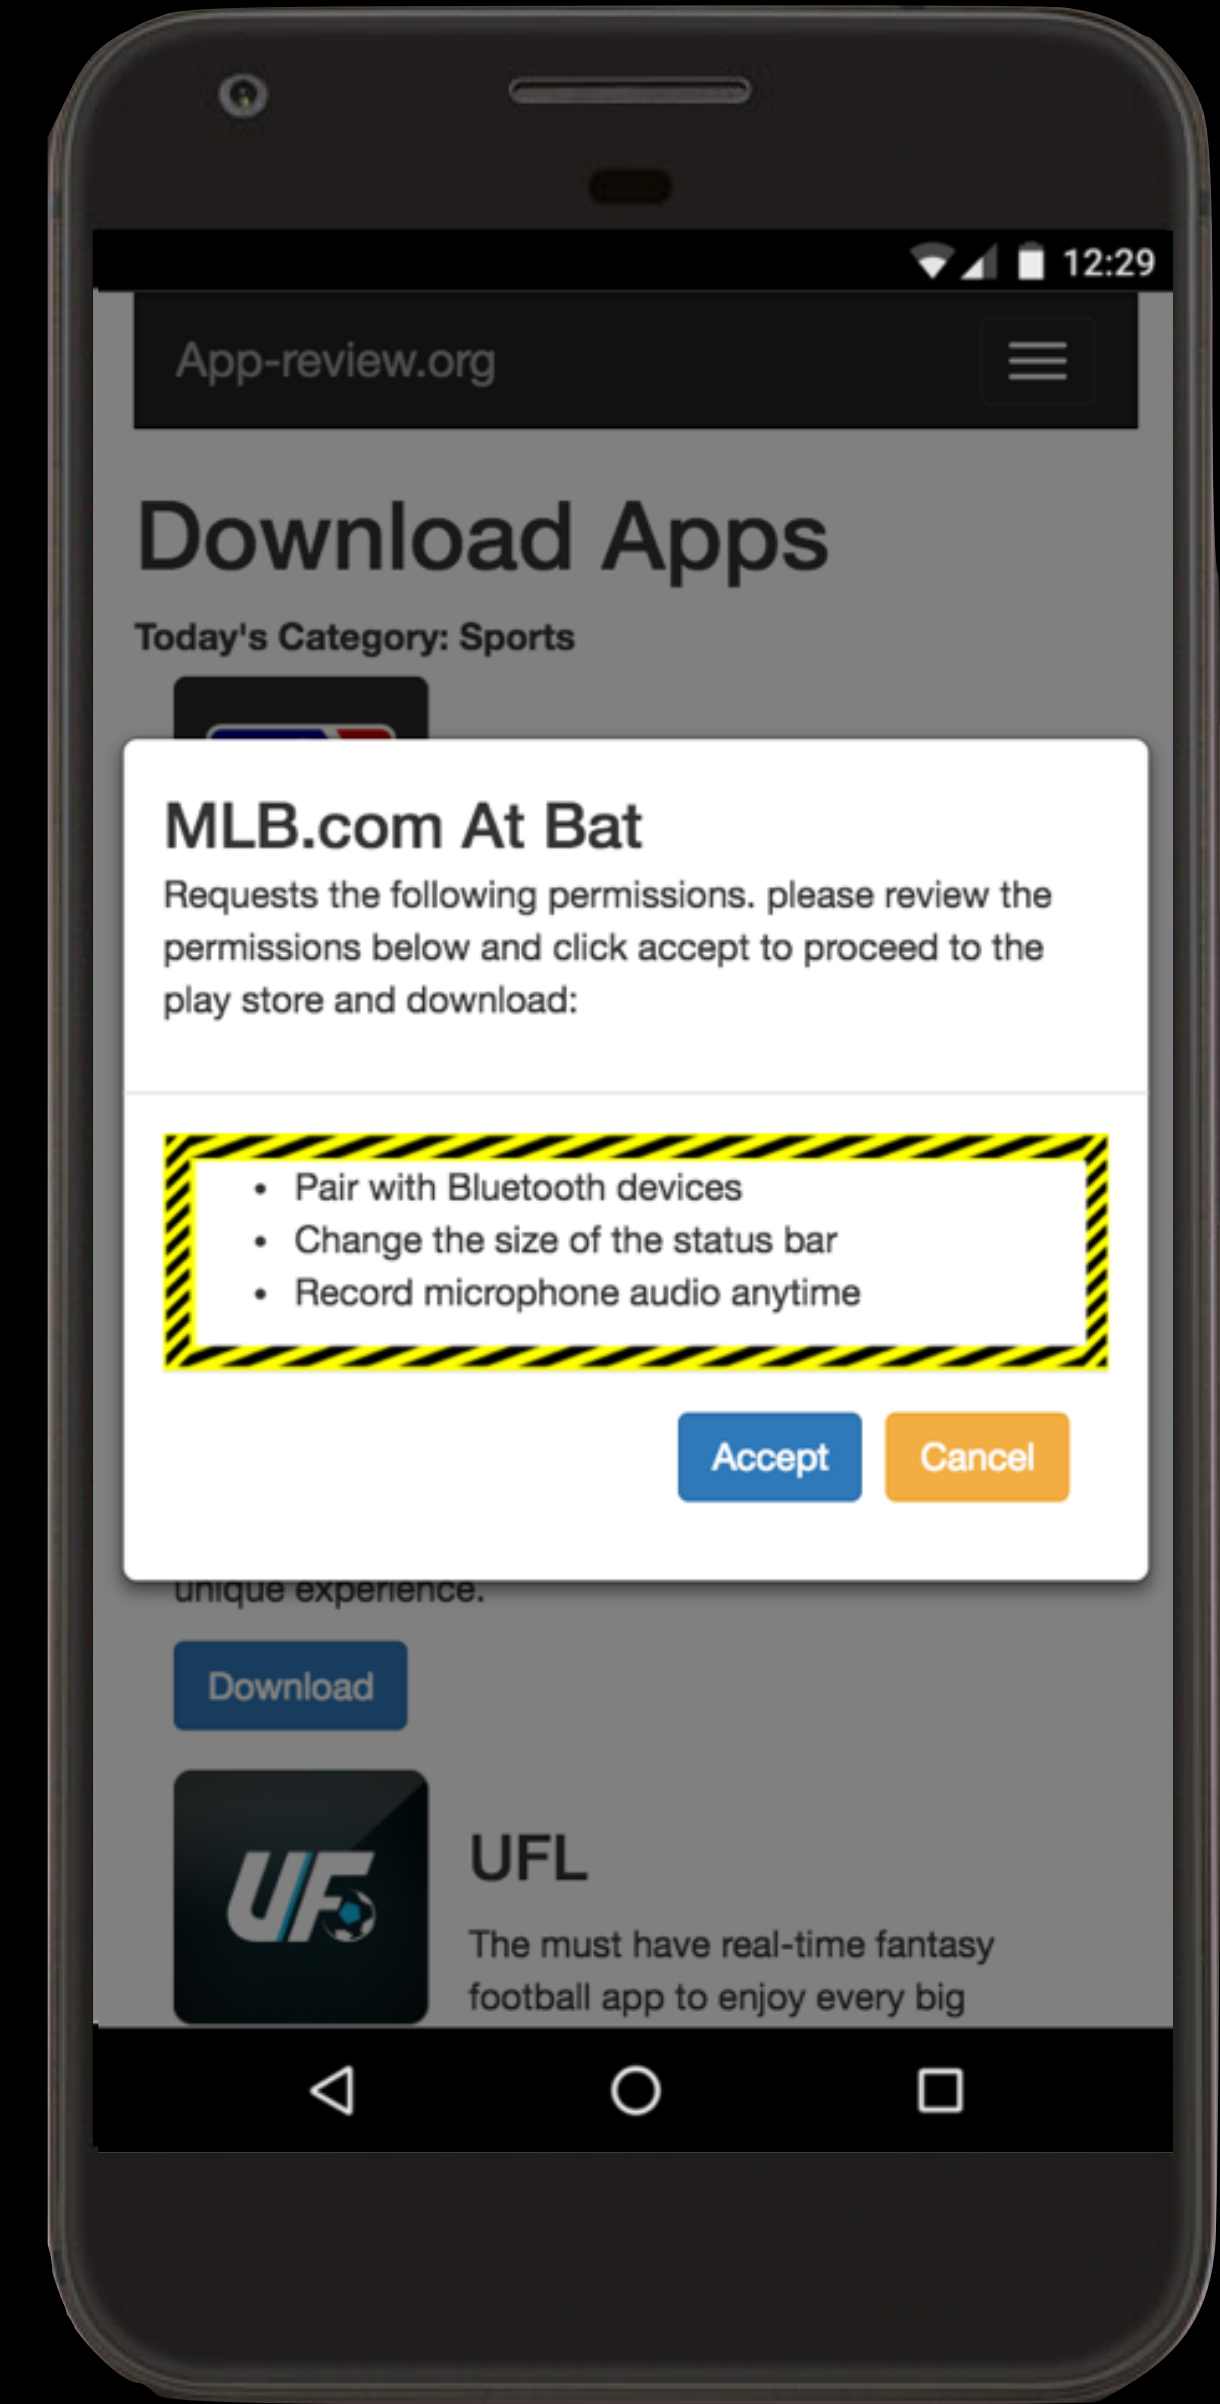 12:29
App-review.org
Download Apps
Today's Category: Sports
MLB.com At Bat
Requests the following permissions. please review the
permissions below and click accept to proceed to the
play store and download:
• Pair with Bluetooth devices
• Change the size of the status bar
• Record microphone audio anytime
Accept Cancel
unique experience.
Download
UF
UFL
The must have real-time fantasy
football app to enjoy every big